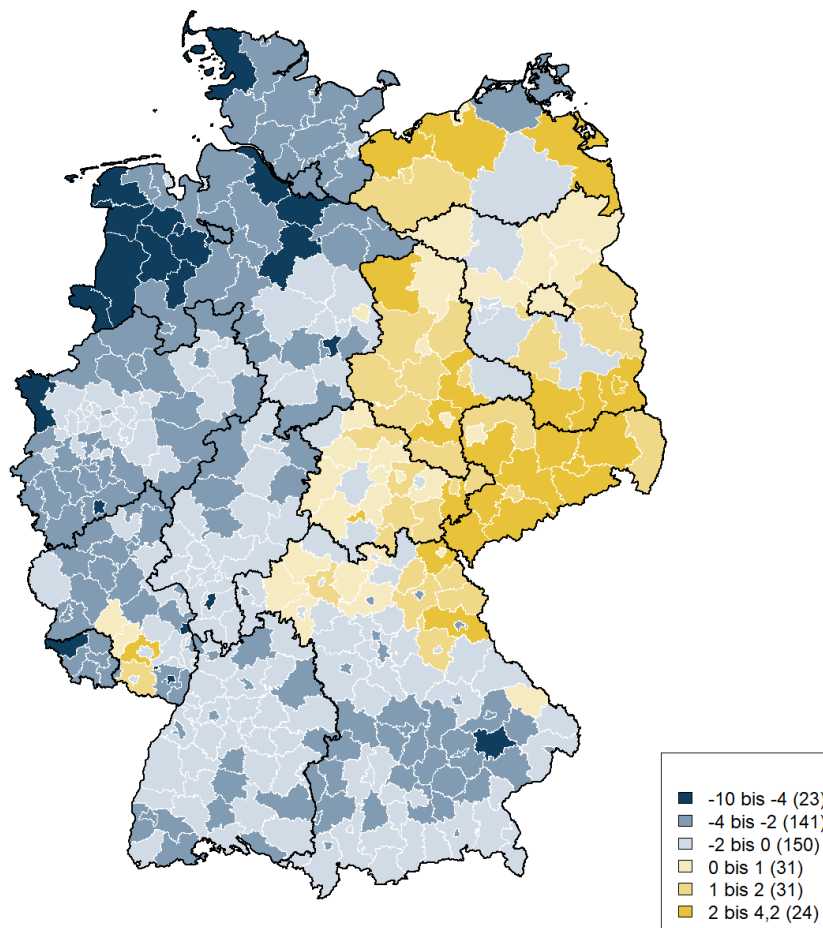 -10 bis -4 (23)
-4 bis -2 (141)
-2 bis 0 (150)
0 bis 1 (31)
1 bis 2 (31)
2 bis 4,2 (24)